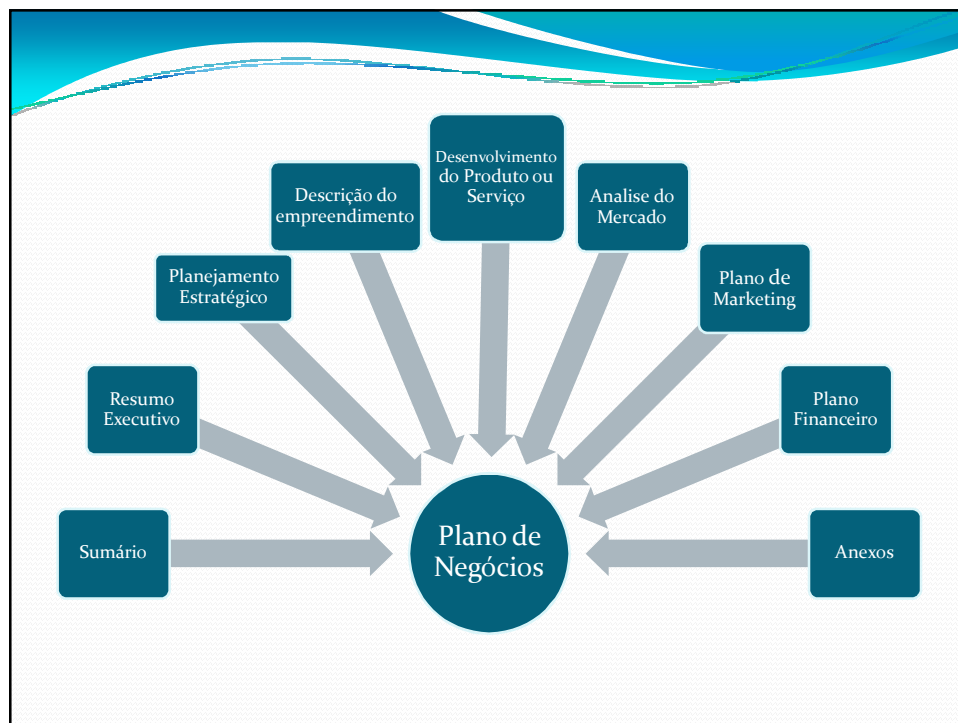 Desenvolvimento
do Produto ou
Serviço
Descrição do
empreendimento
Analise do
Mercado
Planejamento
Estratégico
Plano de
Marketing
Resumo
Executivo
Plano
Financeiro
Sumário
Plano de
Negócios
Anexos